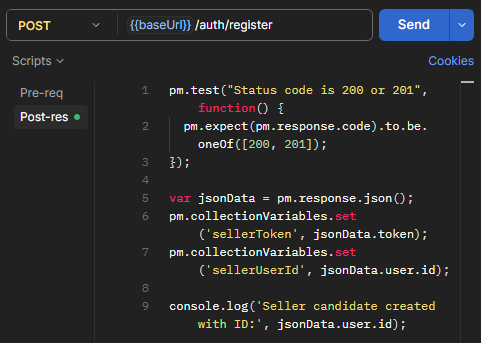 POST {{baseUrl}} /auth/register Send
Scripts Cookies
Pre-req
Post-res
1 pm.test("Status code is 200 or 201",
function() {
2 pm.expect(pm.response.code).to.be.
oneOf([200, 201]);
3 });
4
5 var jsonData = pm.response.json();
6 pm.collectionVariables.set
('sellerToken', jsonData.token);
7 pm.collectionVariables.set
('sellerUserId', jsonData.user.id);
8
9 console.log('Seller candidate created
with ID:', jsonData.user.id);